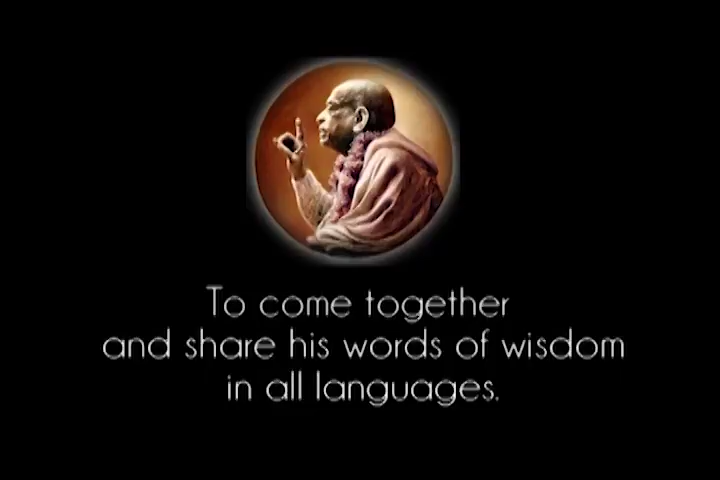 To come together
and share his words of wisdom
in all languages.